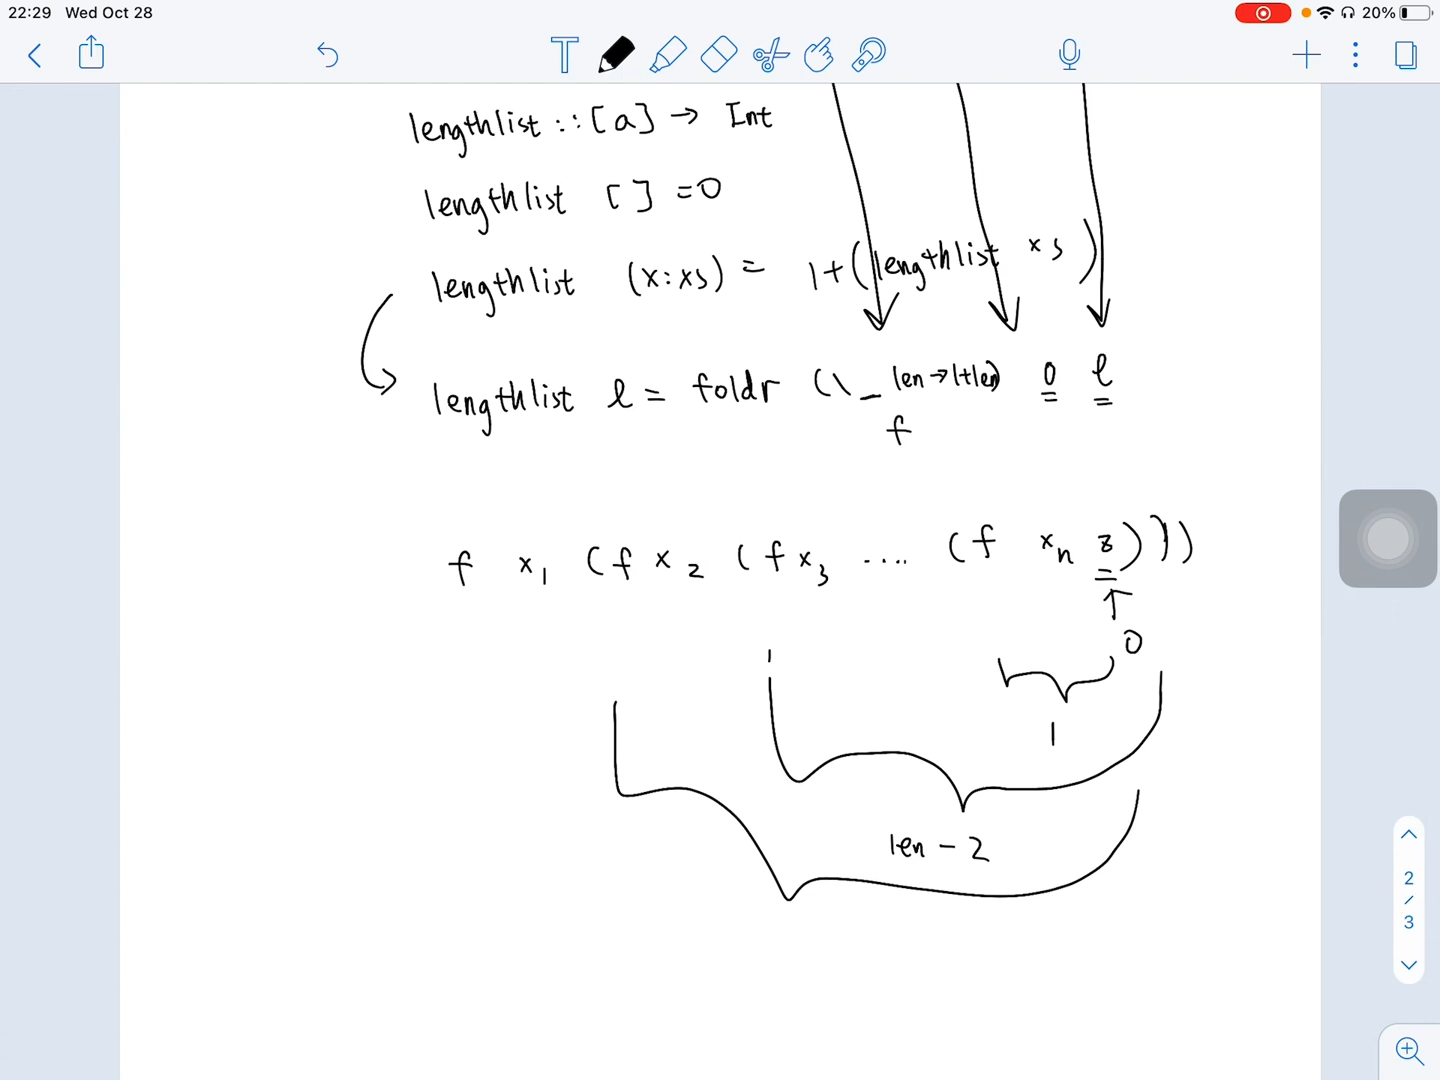 22:29 Wed Oct 28 20%
T
lengthlist :: [a] → Int
lengthlist [] = 0
lengthlist (x:xs) = 1+(lengthlist xs)
lengthlist l = foldr (\_ len→1+len) 0 l
f
f x₁ (f x₂ (f x₃ .... (f xₙ z))))
↑
0
1
len - 2
2
/
3